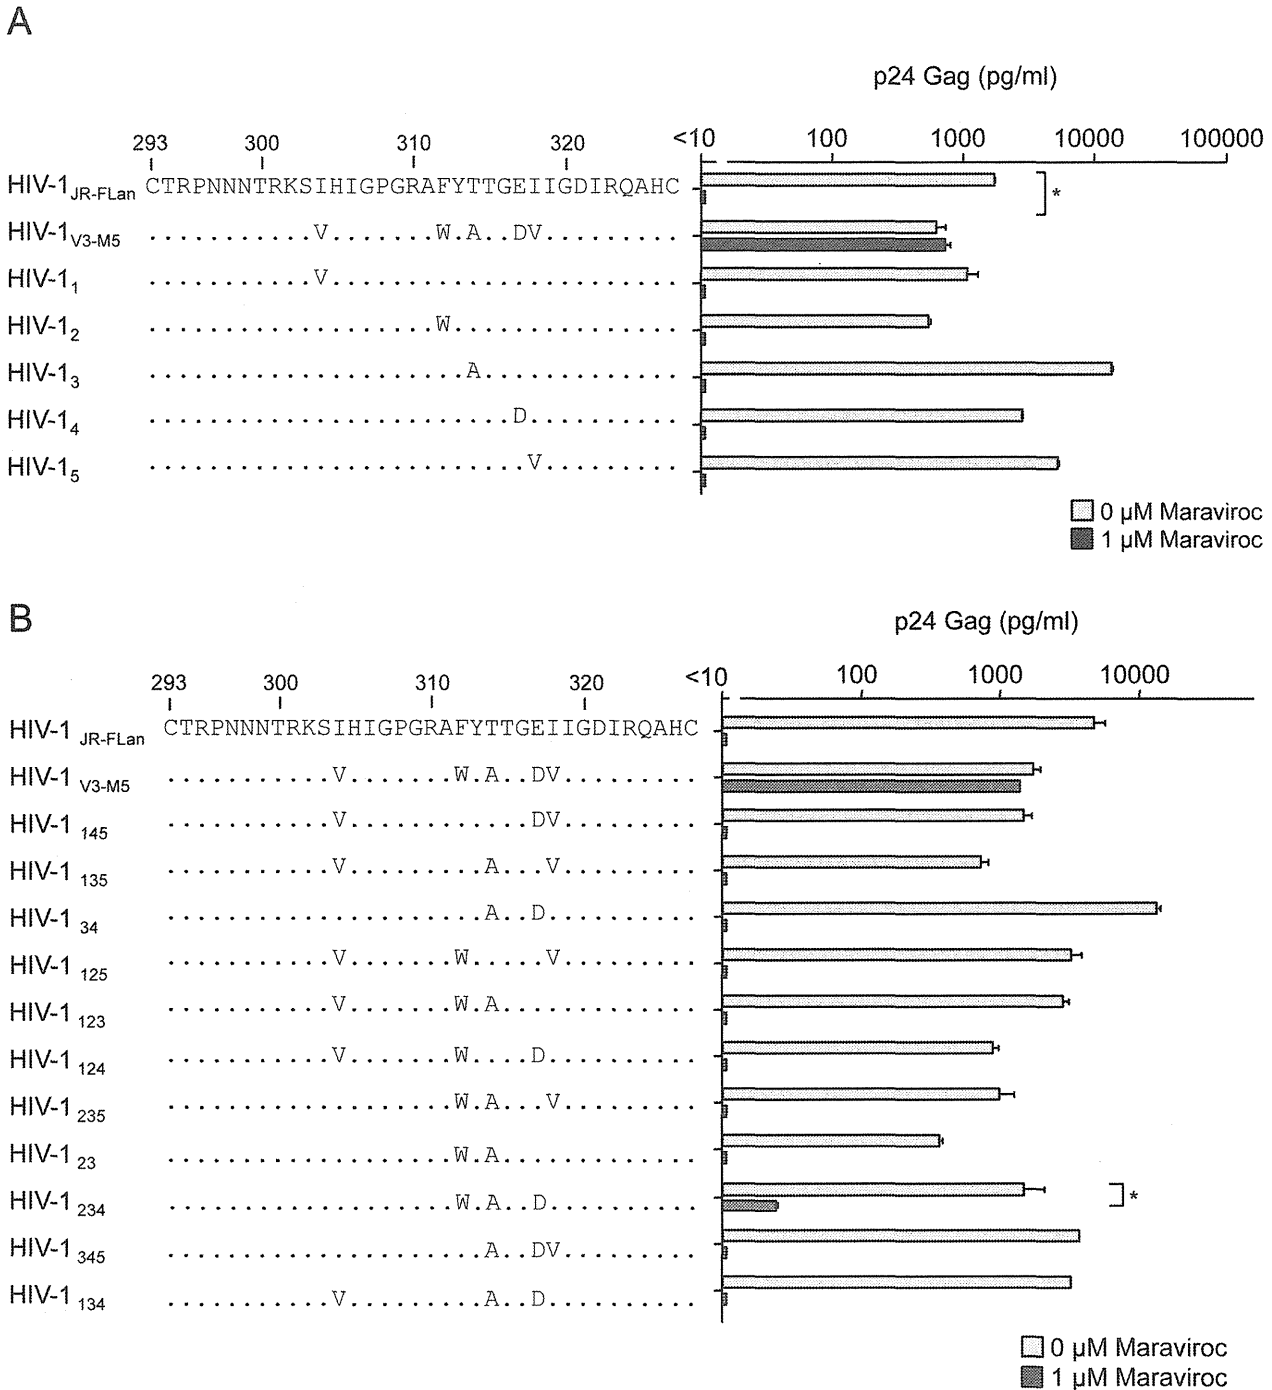 A
p24 Gag (pg/ml)
293 300 310 320 <10 100 1000 10000 100000
HIV-1JR-FLan CTRPNNNTRKSIHIGPGRAFYTTGEIIGDIRQAHC *
HIV-1V3-M5 ...........V.......W.A..DV.........
HIV-11 ...........V.......................
HIV-12 ...................W...............
HIV-13 .....................A.............
HIV-14 ........................D..........
HIV-15 .........................V.........
0 µM Maraviroc
1 µM Maraviroc
B
p24 Gag (pg/ml)
293 300 310 320 <10 100 1000 10000
HIV-1 JR-FLan CTRPNNNTRKSIHIGPGRAFYTTGEIIGDIRQAHC
HIV-1 V3-M5 ...........V.......W.A..DV.........
HIV-1 145 ...........V............DV.........
HIV-1 135 ...........V.........A...V.........
HIV-1 34 .....................A..D..........
HIV-1 125 ...........V.......W.....V.........
HIV-1 123 ...........V.......W.A.............
HIV-1 124 ...........V.......W....D..........
HIV-1 235 ...................W.A...V.........
HIV-1 23 ...................W.A.............
HIV-1 234 ...................W.A..D.......... *
HIV-1 345 .....................A..DV.........
HIV-1 134 ...........V.........A..D..........
0 µM Maraviroc
1 µM Maraviroc